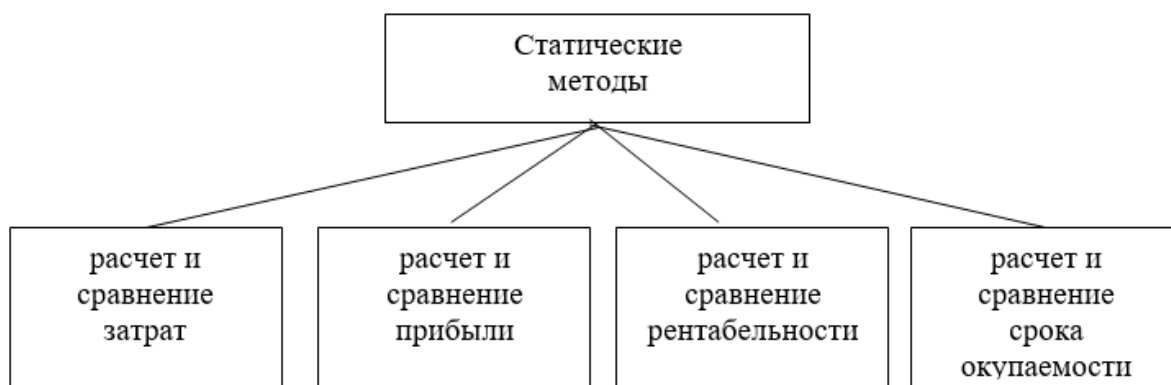 Статические
методы
расчет и
сравнение
затрат
расчет и
сравнение
прибыли
расчет и
сравнение
рентабельности
расчет и
сравнение
срока
окупаемости